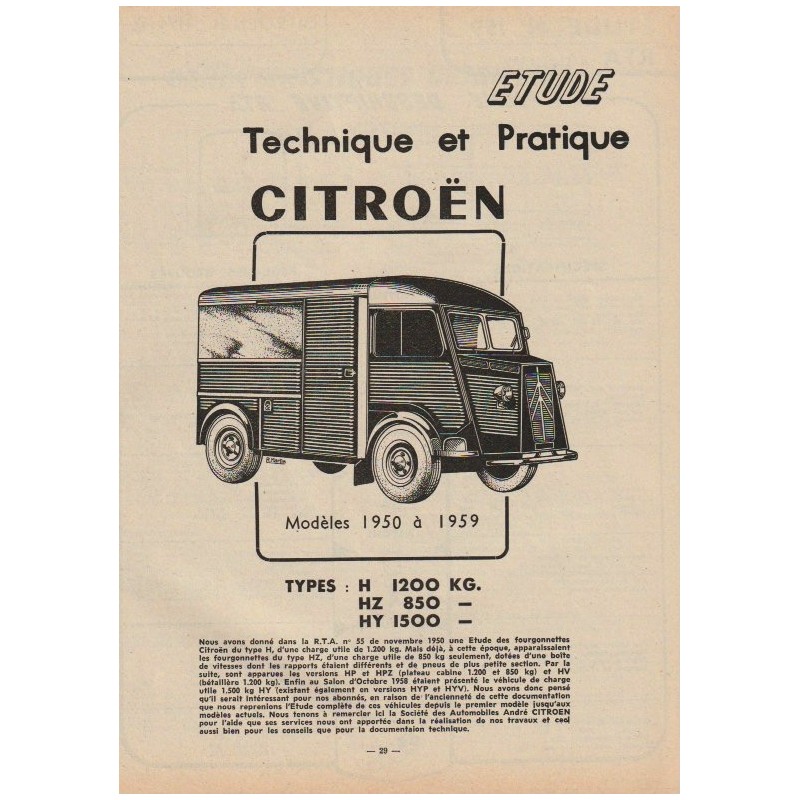 ETUDE
Technique et Pratique
CITROËN
R. Martin
Modèles 1950 à 1959
TYPES : H 1200 KG.
HZ 850 —
HY 1500 —
Nous avons donné dans la R.T.A. n° 55 de novembre 1950 une Etude des fourgonnettes
Citroën du type H, d'une charge utile de 1.200 kg. Mais déjà, à cette époque, apparaissaient
les fourgonnettes du type HZ, d'une charge utile de 850 kg seulement, dotées d'une boîte
de vitesses dont les rapports étaient différents et de pneus de plus petite section. Par la
suite, sont apparues les versions HP et HPZ (plateau cabine 1.200 et 850 kg) et HV
(bétaillère 1.200 kg). Enfin au Salon d'Octobre 1958 étaient présenté le véhicule de charge
utile 1.500 kg HY (existant également en versions HYP et HYV). Nous avons donc pensé
qu'il serait intéressant pour nos abonnés, en raison de l'ancienneté de cette documentation
que nous reprenions l'Etude complète de ces véhicules depuis le premier modèle jusqu'aux
modèles actuels. Nous tenons à remercier ici la Société des Automobiles André CITROEN
pour l'aide que ses services nous ont apportée dans la réalisation de nos travaux et ceci
aussi bien pour les conseils que pour la documentaion technique.
— 29 —